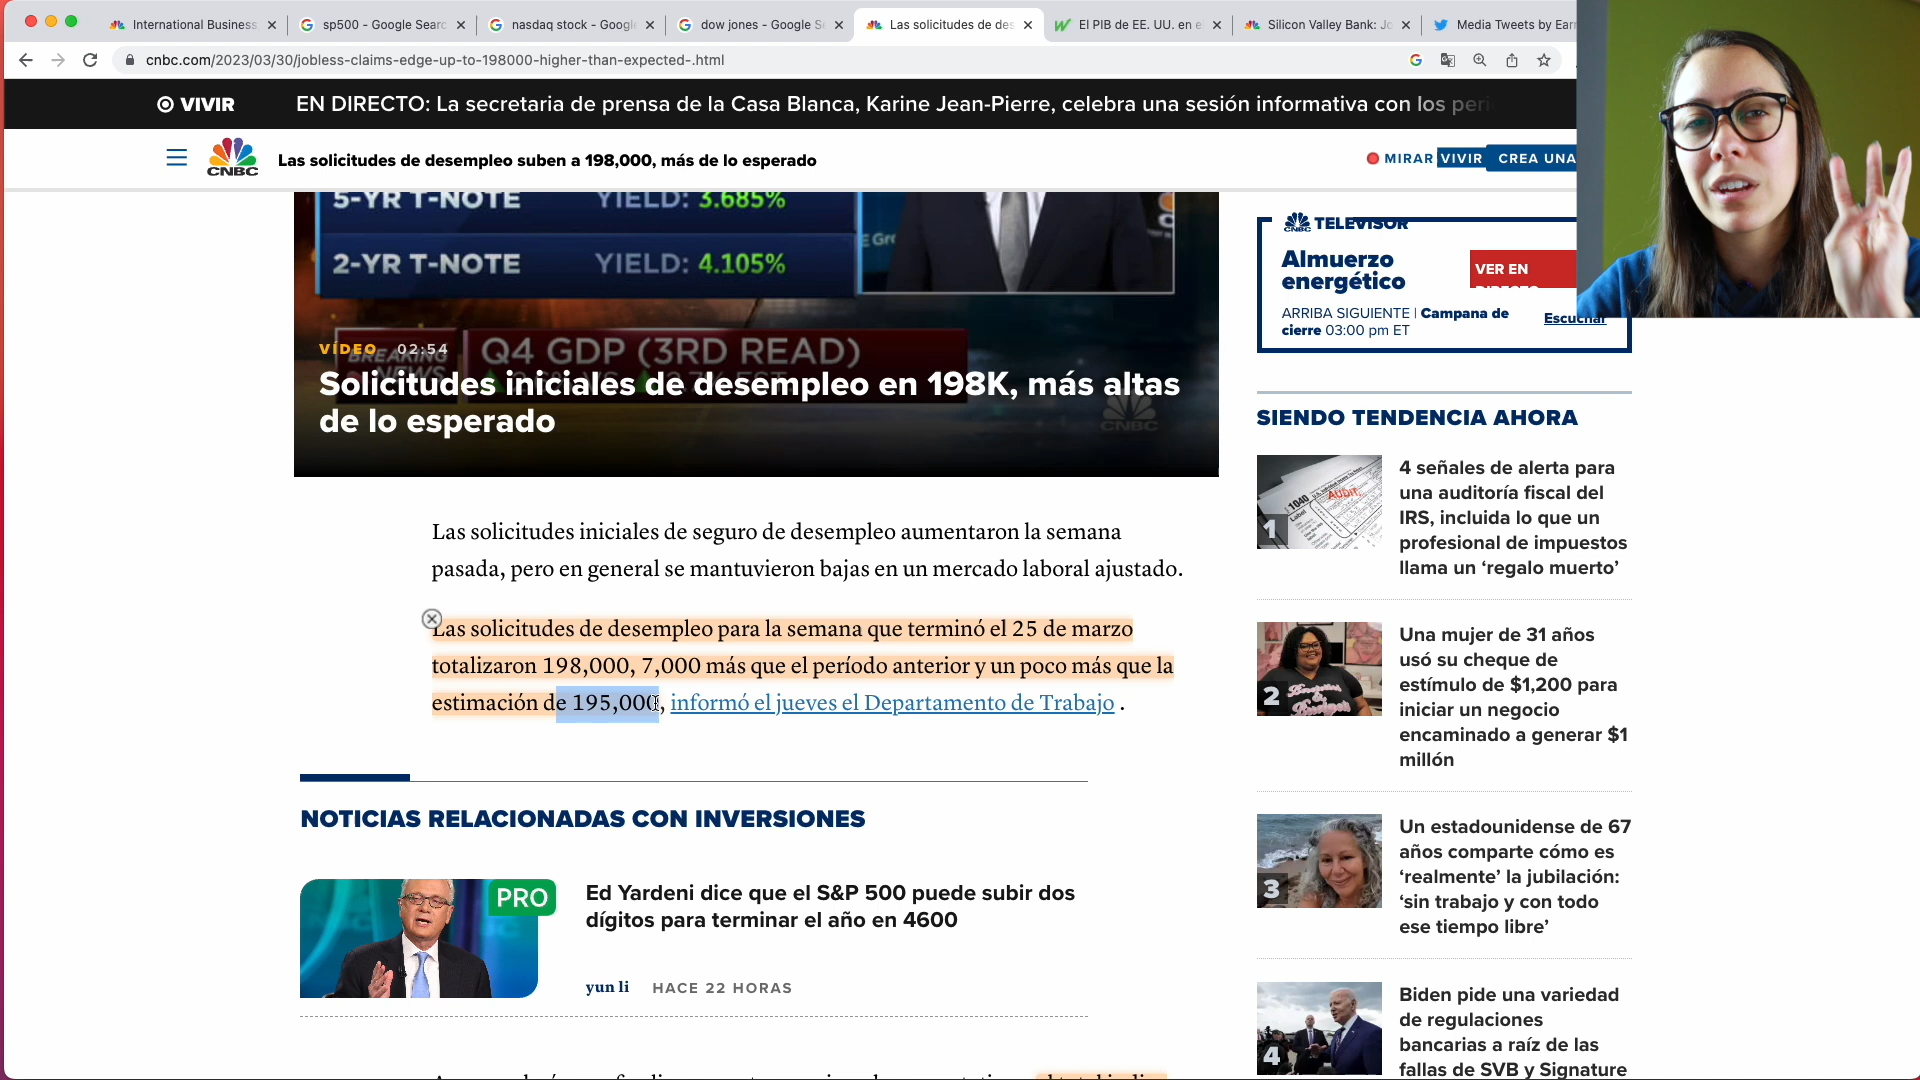 International Business
sp500 - Google Searc
nasdaq stock - Google
dow jones - Google Se
Las solicitudes de des
El PIB de EE. UU. en e
Silicon Valley Bank: Jo
Media Tweets by Earn
cnbc.com/2023/03/30/jobless-claims-edge-up-to-198000-higher-than-expected-.html
VIVIR
EN DIRECTO: La secretaria de prensa de la Casa Blanca, Karine Jean-Pierre, celebra una sesión informativa con los peri
CNBC
Las solicitudes de desempleo suben a 198,000, más de lo esperado
MIRAR VIVIR
CREA UNA
5-YR T-NOTE YIELD: 3.685%
2-YR T-NOTE YIELD: 4.105%
BREAKING NEWS
Q4 GDP (3RD READ)
VÍDEO 02:54
Solicitudes iniciales de desempleo en 198K, más altas
de lo esperado
CNBC
Las solicitudes iniciales de seguro de desempleo aumentaron la semana
pasada, pero en general se mantuvieron bajas en un mercado laboral ajustado.
Las solicitudes de desempleo para la semana que terminó el 25 de marzo
totalizaron 198,000, 7,000 más que el período anterior y un poco más que la
estimación de 195,000, informó el jueves el Departamento de Trabajo .
NOTICIAS RELACIONADAS CON INVERSIONES
PRO
Ed Yardeni dice que el S&P 500 puede subir dos
dígitos para terminar el año en 4600
yun li HACE 22 HORAS
CNBC TELEVISOR
Almuerzo
energético
VER EN
DIRECTO
ARRIBA SIGUIENTE | Campana de
cierre 03:00 pm ET
Escuchar
SIENDO TENDENCIA AHORA
1040
AUDIT
1
4 señales de alerta para
una auditoría fiscal del
IRS, incluida lo que un
profesional de impuestos
llama un ‘regalo muerto’
2
Una mujer de 31 años
usó su cheque de
estímulo de $1,200 para
iniciar un negocio
encaminado a generar $1
millón
3
Un estadounidense de 67
años comparte cómo es
‘realmente’ la jubilación:
‘sin trabajo y con todo
ese tiempo libre’
4
Biden pide una variedad
de regulaciones
bancarias a raíz de las
fallas de SVB y Signature